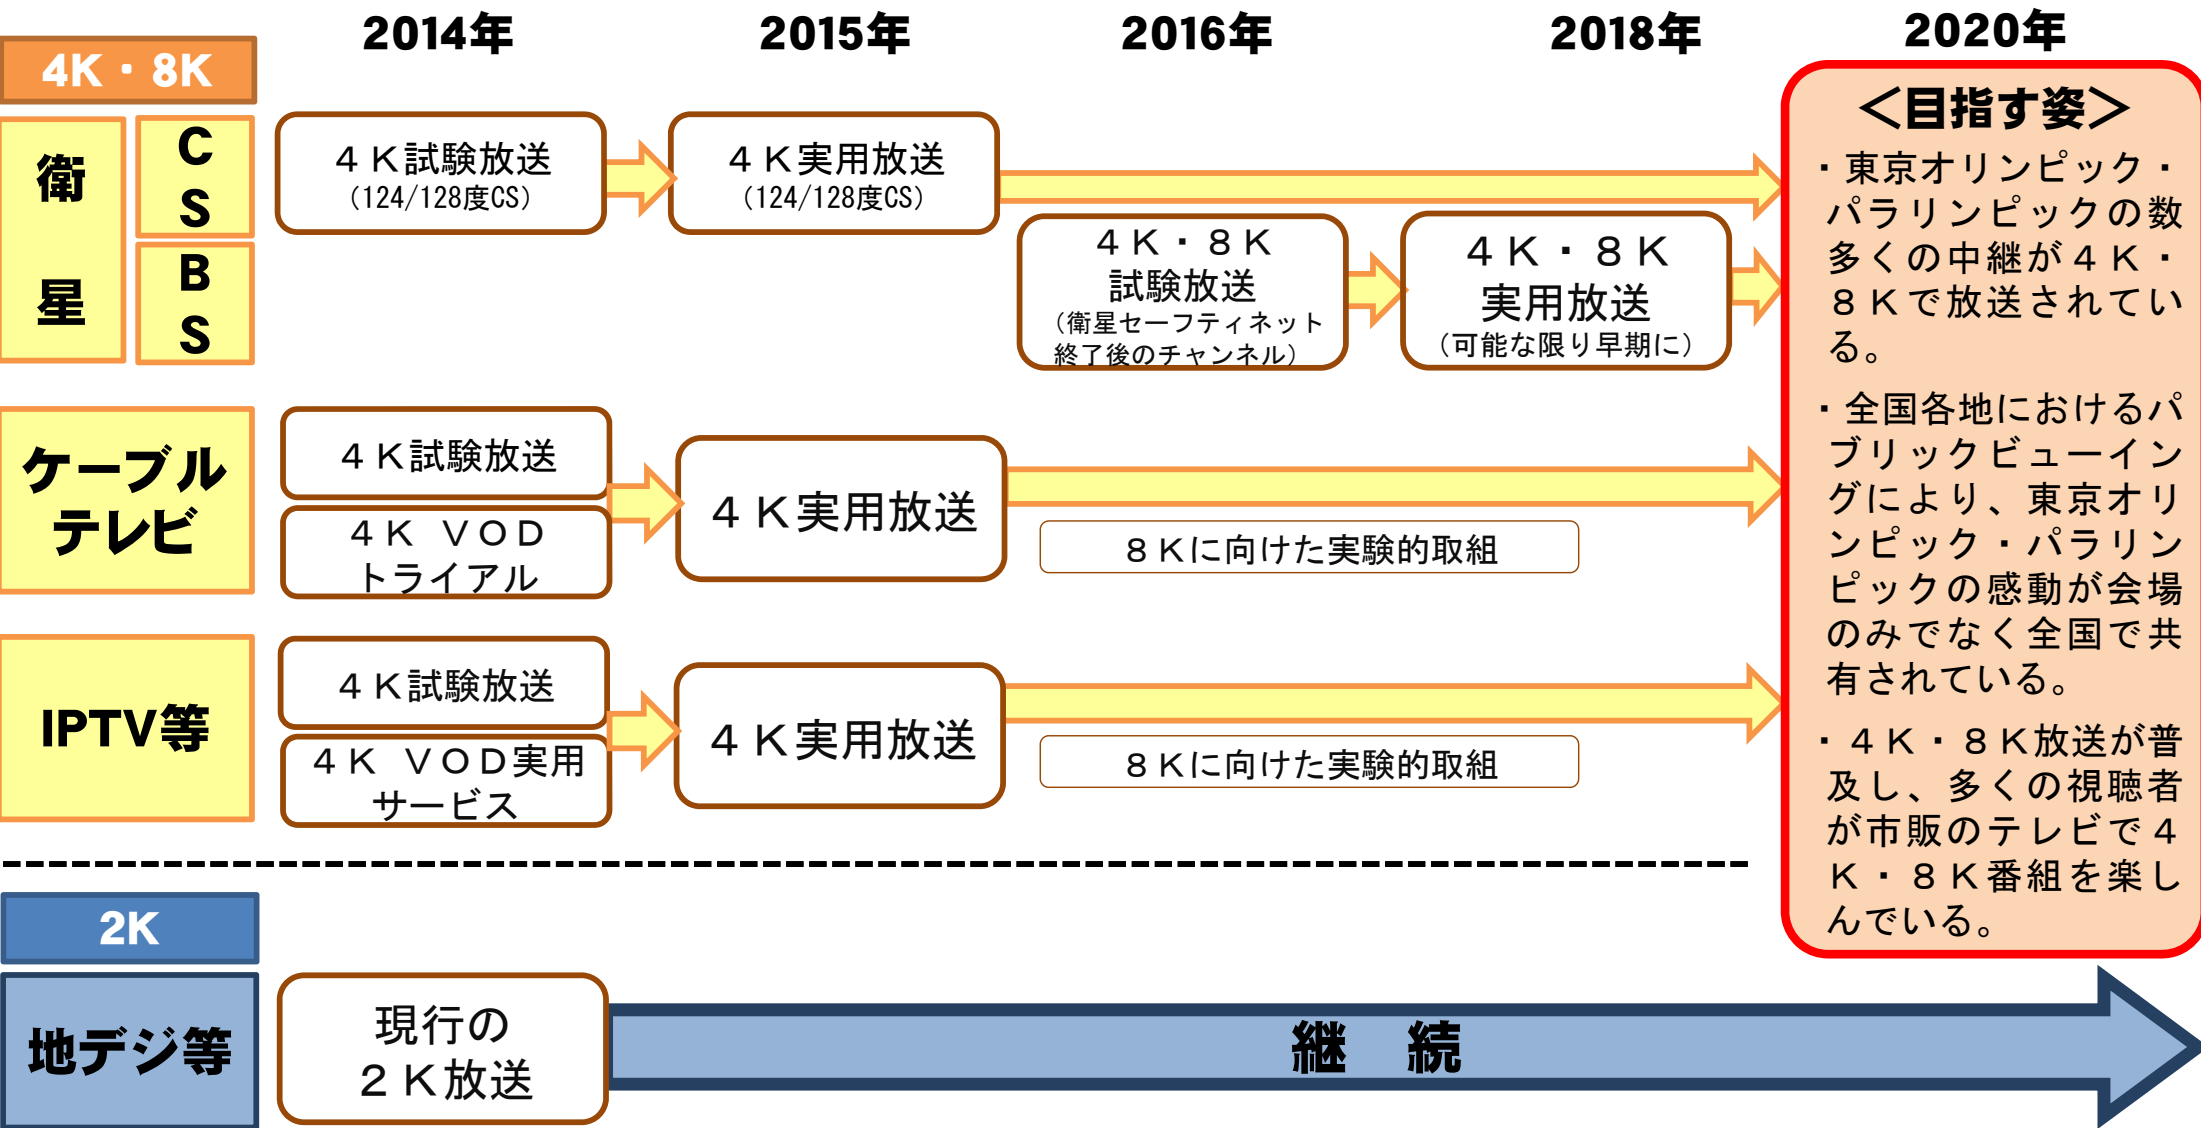 2014年
2015年
2016年
2018年
2020年
4K・8K
衛星
CS
BS
4K試験放送
(124/128度CS)
4K実用放送
(124/128度CS)
4K・8K
試験放送
(衛星セーフティネット
終了後のチャンネル)
4K・8K
実用放送
(可能な限り早期に)
ケーブル
テレビ
4K試験放送
4K VOD
トライアル
4K実用放送
8Kに向けた実験的取組
IPTV等
4K試験放送
4K VOD実用
サービス
4K実用放送
8Kに向けた実験的取組
<目指す姿>
・東京オリンピック・
パラリンピックの数
多くの中継が4K・
8Kで放送されてい
る。
・全国各地におけるパ
ブリックビューイン
グにより、東京オリ
ンピック・パラリン
ピックの感動が会場
のみでなく全国で共
有されている。
・4K・8K放送が普
及し、多くの視聴者
が市販のテレビで4
K・8K番組を楽し
んでいる。
2K
地デジ等
現行の
2K放送
継 続